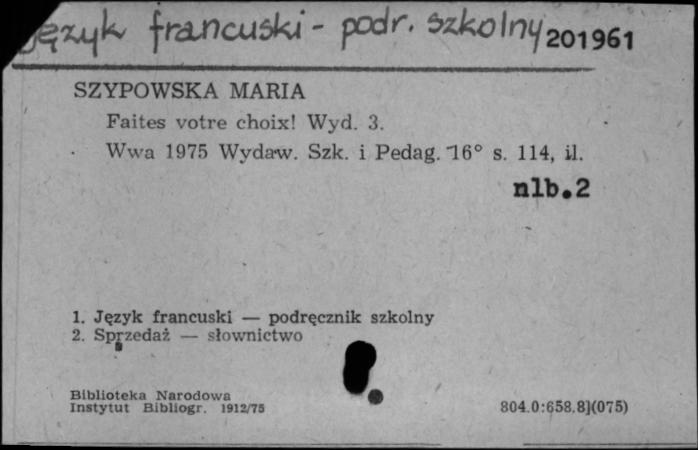 Język francuski - podr. szkolny 201961
SZYPOWSKA MARIA
Faites votre choix! Wyd. 3.
Wwa 1975 Wydaw. Szk. i Pedag. 16° s. 114, il.
nlb.2
1. Język francuski — podręcznik szkolny
2. Sprzedaż — słownictwo
Biblioteka Narodowa
Instytut Bibliogr. 1912/75
804.0:658.8](075)